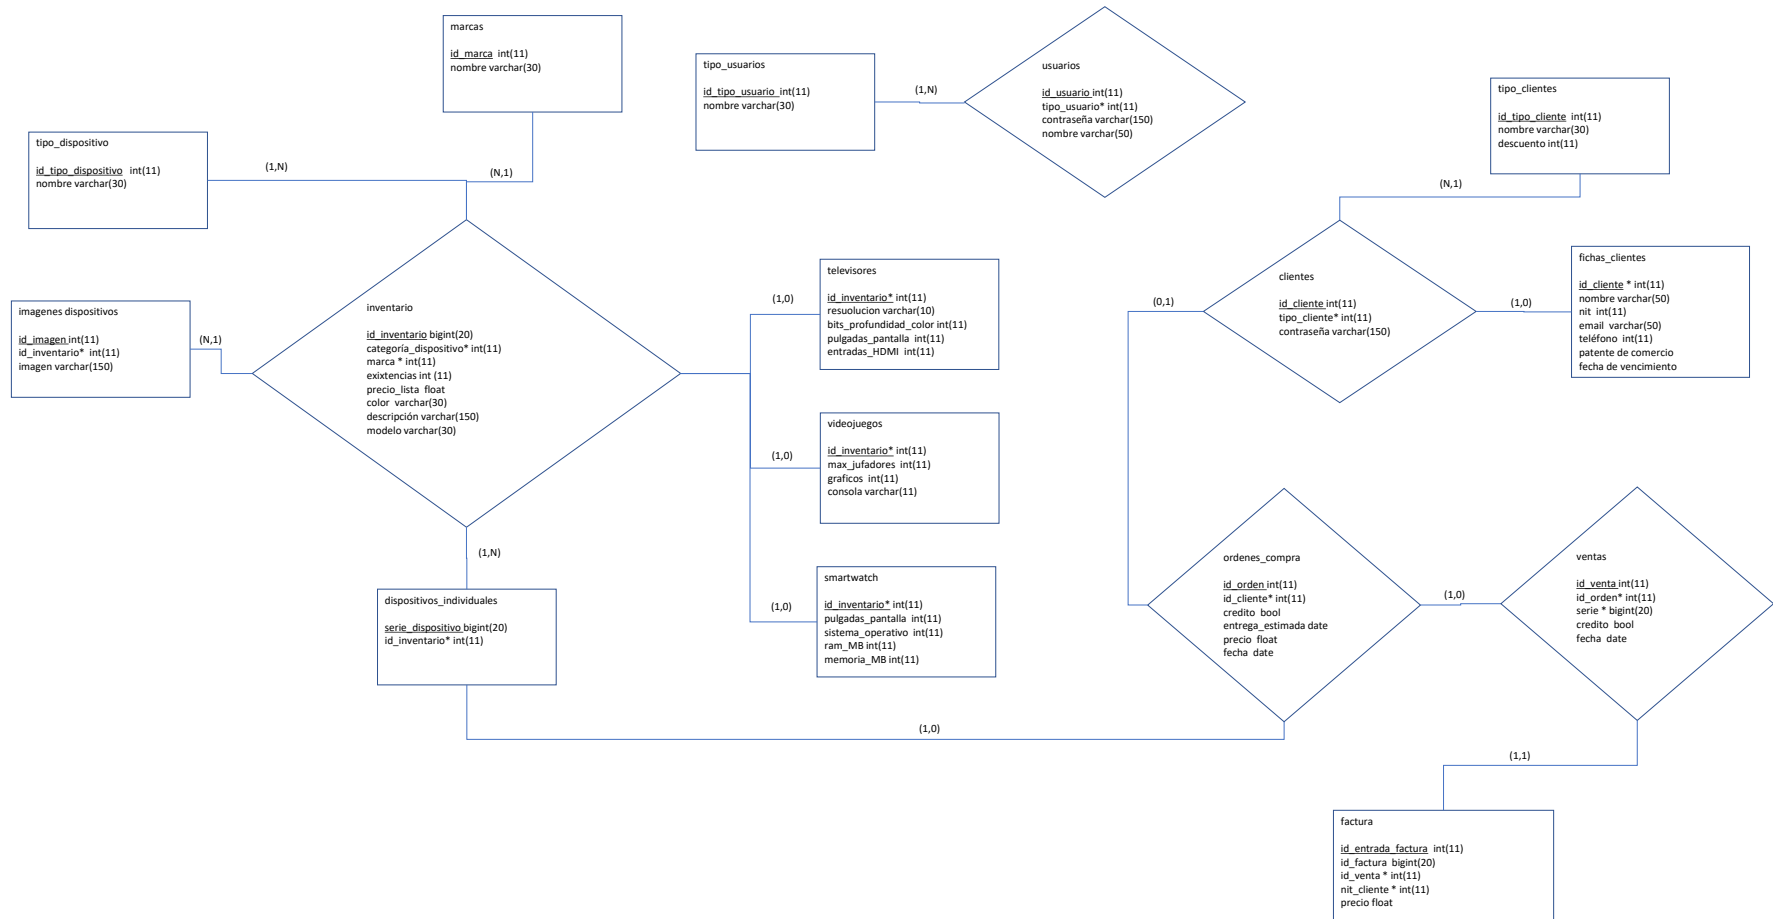 marcas
id_marca int(11)
nombre varchar(30)
tipo_usuarios
id_tipo_usuario int(11)
nombre varchar(30)
(1,N)
usuarios
id_usuario int(11)
tipo_usuario* int(11)
contraseña varchar(150)
nombre varchar(50)
tipo_clientes
id_tipo_cliente int(11)
nombre varchar(30)
descuento int(11)
tipo_dispositivo
id_tipo_dispositivo int(11)
nombre varchar(30)
(1,N)
(N,1)
(N,1)
imagenes dispositivos
id_imagen int(11)
id_inventario* int(11)
imagen varchar(150)
(N,1)
inventario
id_inventario bigint(20)
categoría_dispositivo* int(11)
marca * int(11)
exixtencias int (11)
precio_lista float
color varchar(30)
descripción varchar(150)
modelo varchar(30)
(1,0)
televisores
id_inventario* int(11)
resuolucion varchar(10)
bits_profundidad_color int(11)
pulgadas_pantalla int(11)
entradas_HDMI int(11)
(0,1)
clientes
id_cliente int(11)
tipo_cliente* int(11)
contraseña varchar(150)
(1,0)
fichas_clientes
id_cliente * int(11)
nombre varchar(50)
nit int(11)
email varchar(50)
teléfono int(11)
patente de comercio
fecha de vencimiento
(1,0)
videojuegos
id_inventario* int(11)
max_jufadores int(11)
graficos int(11)
consola varchar(11)
(1,N)
dispositivos_individuales
serie_dispositivo bigint(20)
id_inventario* int(11)
(1,0)
smartwatch
id_inventario* int(11)
pulgadas_pantalla int(11)
sistema_operativo int(11)
ram_MB int(11)
memoria_MB int(11)
ordenes_compra
id_orden int(11)
id_cliente* int(11)
credito bool
entrega_estimada date
precio float
fecha date
(1,0)
ventas
id_venta int(11)
id_orden* int(11)
serie * bigint(20)
credito bool
fecha date
(1,0)
(1,1)
factura
id_entrada_factura int(11)
id_factura bigint(20)
id_venta * int(11)
nit_cliente * int(11)
precio float